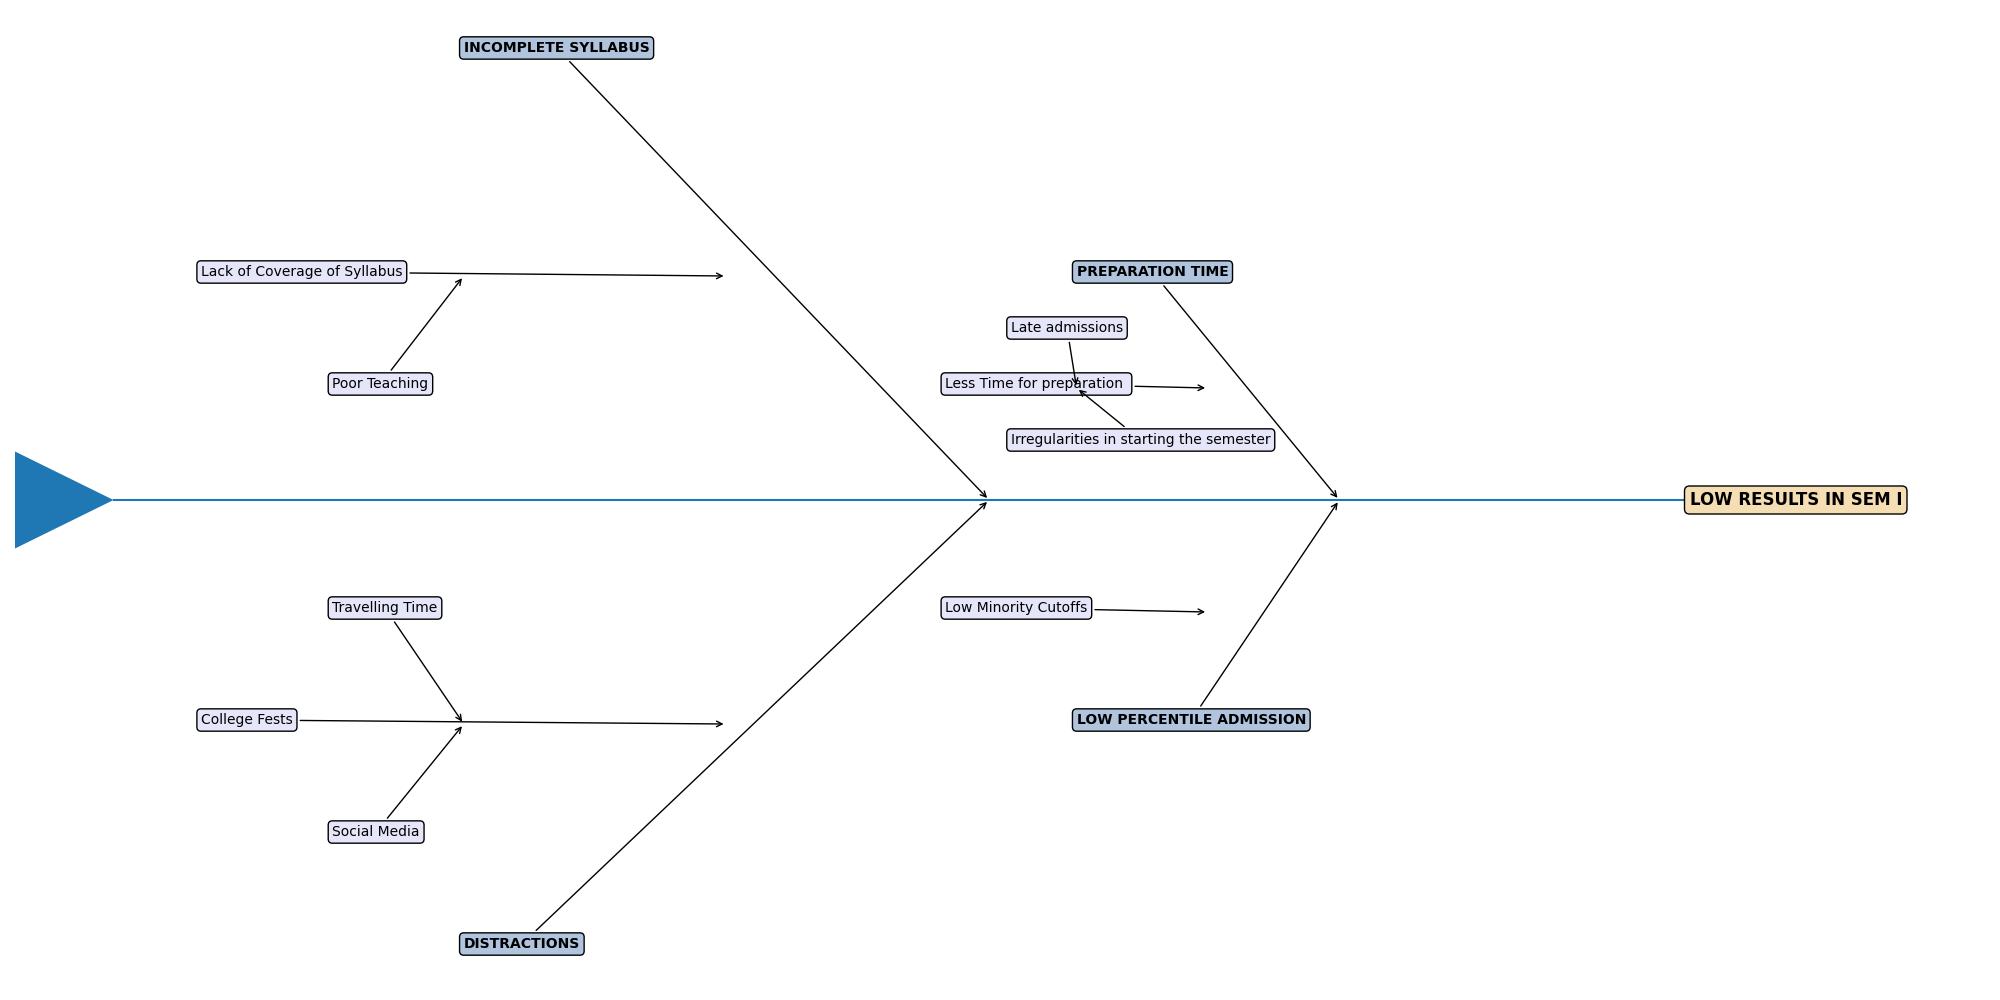 INCOMPLETE SYLLABUS
Lack of Coverage of Syllabus
PREPARATION TIME
Late admissions
Poor Teaching
Less Time for preparation
Irregularities in starting the semester
LOW RESULTS IN SEM I
Travelling Time
Low Minority Cutoffs
College Fests
LOW PERCENTILE ADMISSION
Social Media
DISTRACTIONS